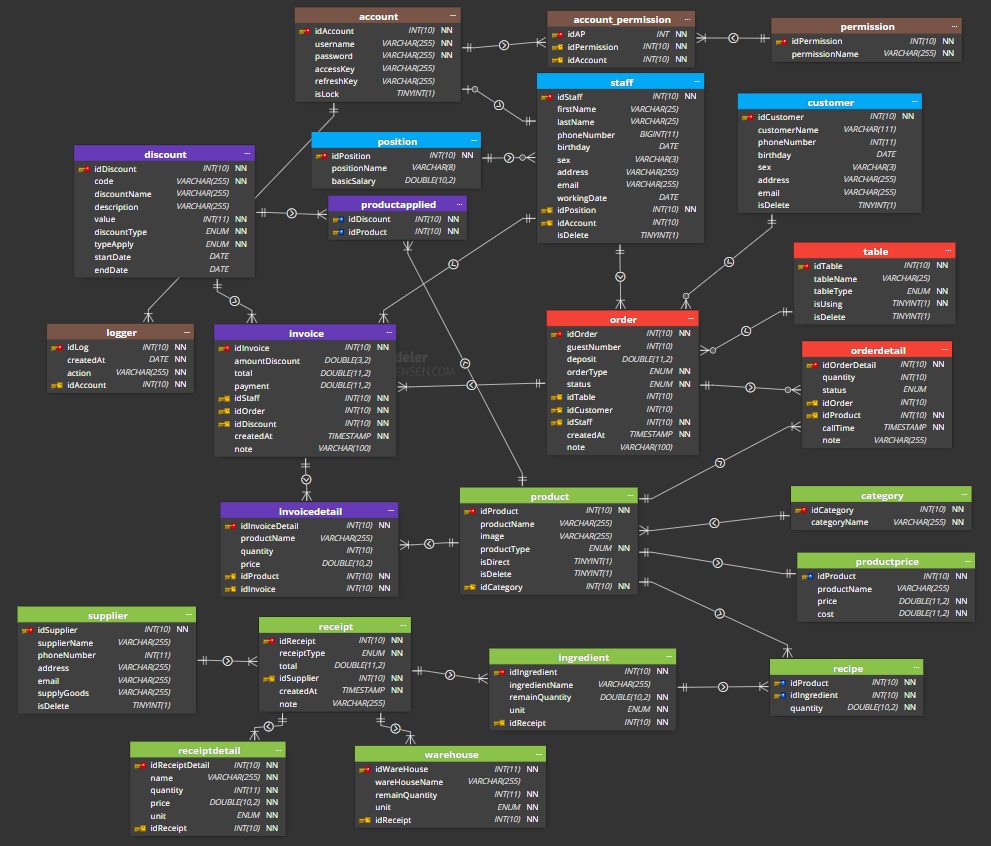 account
idAccount INT(10) NN
username VARCHAR(255) NN
password VARCHAR(255) NN
accessKey VARCHAR(255)
refreshKey VARCHAR(255)
isLock TINYINT(1)
account_permission
idAP INT NN
idPermission INT(10) NN
idAccount INT(10) NN
permission
idPermission INT(10) NN
permissionName VARCHAR(255) NN
staff
idStaff INT(10) NN
firstName VARCHAR(25)
lastName VARCHAR(25)
phoneNumber BIGINT(11)
birthday DATE
sex VARCHAR(3)
address VARCHAR(255)
email VARCHAR(255)
workingDate DATE
idPosition INT(10) NN
idAccount INT(10) NN
isDelete TINYINT(1)
customer
idCustomer INT(10) NN
customerName VARCHAR(111)
phoneNumber INT(11)
birthday DATE
sex VARCHAR(3)
address VARCHAR(255)
email VARCHAR(255)
isDelete TINYINT(1)
position
idPosition INT(10) NN
positionName VARCHAR(8)
basicSalary DOUBLE(10,2)
discount
idDiscount INT(10) NN
code VARCHAR(255) NN
discountName VARCHAR(255)
description VARCHAR(255)
value INT(11) NN
discountType ENUM NN
typeApply ENUM NN
startDate DATE
endDate DATE
productapplied
idDiscount INT(10) NN
idProduct INT(10) NN
table
idTable INT(10) NN
tableName VARCHAR(25)
tableType ENUM NN
isUsing TINYINT(1) NN
isDelete TINYINT(1)
logger
idLog INT(10) NN
createdAt DATE NN
action VARCHAR(255) NN
idAccount INT(10) NN
invoice
idInvoice INT(10) NN
amountDiscount DOUBLE(3,2)
total DOUBLE(11,2)
payment DOUBLE(11,2)
idStaff INT(10) NN
idOrder INT(10) NN
idDiscount INT(10) NN
createdAt TIMESTAMP NN
note VARCHAR(100)
deler
ENSEN.COM
order
idOrder INT(10) NN
guestNumber INT(10)
deposit DOUBLE(11,2)
orderType ENUM NN
status ENUM NN
idTable INT(10)
idCustomer INT(10)
idStaff INT(10) NN
createdAt TIMESTAMP NN
note VARCHAR(100)
orderdetail
idOrderDetail INT(10) NN
quantity INT(10)
status ENUM
idOrder INT(10)
idProduct INT(10) NN
callTime TIMESTAMP NN
note VARCHAR(255)
invoicedetail
idInvoiceDetail INT(10) NN
productName VARCHAR(255)
quantity INT(10)
price DOUBLE(10,2)
idProduct INT(10) NN
idInvoice INT(10) NN
product
idProduct INT(10) NN
productName VARCHAR(255)
image VARCHAR(255)
productType ENUM NN
isDirect TINYINT(1)
isDelete TINYINT(1)
idCategory INT(10) NN
category
idCategory INT(10) NN
categoryName VARCHAR(255) NN
productprice
idProduct INT(10) NN
productName VARCHAR(255)
price DOUBLE(11,2) NN
cost DOUBLE(11,2) NN
supplier
idSupplier INT(10) NN
supplierName VARCHAR(255)
phoneNumber INT(11)
address VARCHAR(255)
email VARCHAR(255)
supplyGoods VARCHAR(255)
isDelete TINYINT(1)
receipt
idReceipt INT(10) NN
receiptType ENUM NN
total DOUBLE(11,2)
idSupplier INT(10) NN
createdAt TIMESTAMP NN
note VARCHAR(255)
ingredient
idIngredient INT(10) NN
ingredientName VARCHAR(255)
remainQuantity DOUBLE(10,2) NN
unit ENUM NN
idReceipt INT(10) NN
recipe
idProduct INT(10) NN
idIngredient INT(10) NN
quantity DOUBLE(10,2) NN
receiptdetail
idReceiptDetail INT(10) NN
name VARCHAR(255) NN
quantity INT(11) NN
price DOUBLE(10,2) NN
unit ENUM NN
idReceipt INT(10) NN
warehouse
idWareHouse INT(11) NN
wareHouseName VARCHAR(255)
remainQuantity INT(11) NN
unit ENUM NN
idReceipt INT(10) NN